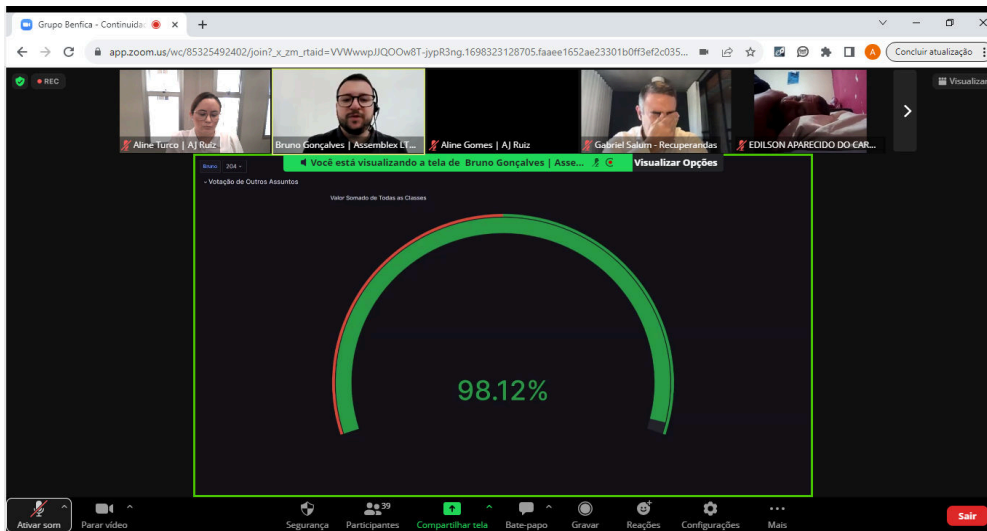 Grupo Benfica - Continuidad
app.zoom.us/wc/85325492402/join?_x_zm_rtaid=VVWwwpJJQOOw8T-jypR3ng.1698323128705.faaee1652ae23301b0ff3ef2c035...
A
Concluir atualização
REC
Visualizar
Aline Turco | AJ Ruiz
Bruno Gonçalves | Assemblex LT...
Aline Gomes | AJ Ruiz
Gabriel Salum - Recuperandas
EDILSON APARECIDO DO CAR...
Você está visualizando a tela de Bruno Gonçalves | Asse...
Visualizar Opções
Bruno 204
- Votação de Outros Assuntos
Valor Somado de Todas as Classes
98.12%
39
Ativar som
Parar vídeo
Segurança
Participantes
Compartilhar tela
Bate-papo
Gravar
Reações
Configurações
Mais
Sair